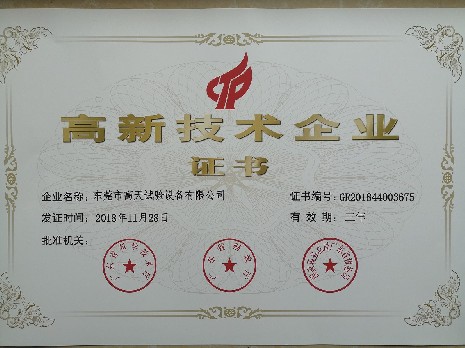 高新技术企业
证书
企业名称：东莞市高天试验设备有限公司
证书编号：GR201844003675
发证时间：2018年11月28日
有效期：三年
批准机关：